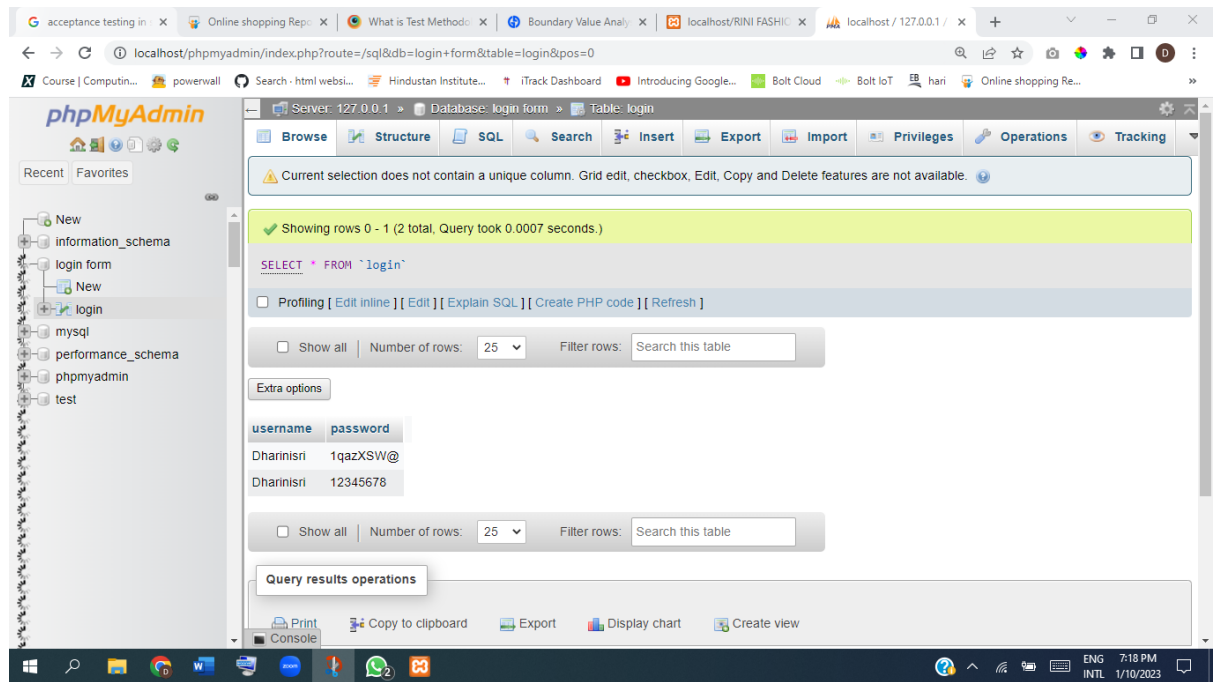 acceptance testing in
Online shopping Repo
What is Test Methodo
Boundary Value Analy
localhost/RINI FASHIO
localhost / 127.0.0.1 /
localhost/phpmyadmin/index.php?route=/sql&db=login+form&table=login&pos=0
D
Course | Computin...
powerwall
Search · html websi...
Hindustan Institute...
iTrack Dashboard
Introducing Google...
Bolt Cloud
Bolt IoT
hari
Online shopping Re...
»
phpMyAdmin
Recent
Favorites
New
information_schema
login form
New
login
mysql
performance_schema
phpmyadmin
test
Server: 127.0.0.1 » Database: login form » Table: login
Browse
Structure
SQL
Search
Insert
Export
Import
Privileges
Operations
Tracking
Current selection does not contain a unique column. Grid edit, checkbox, Edit, Copy and Delete features are not available.
Showing rows 0 - 1 (2 total, Query took 0.0007 seconds.)
SELECT * FROM `login`
Profiling [ Edit inline ] [ Edit ] [ Explain SQL ] [ Create PHP code ] [ Refresh ]
Show all | Number of rows: 25 Filter rows: Search this table
Extra options
username password
Dharinisri 1qazXSW@
Dharinisri 12345678
Show all | Number of rows: 25 Filter rows: Search this table
Query results operations
Print
Copy to clipboard
Export
Display chart
Create view
Console
ENG
INTL
7:18 PM
1/10/2023